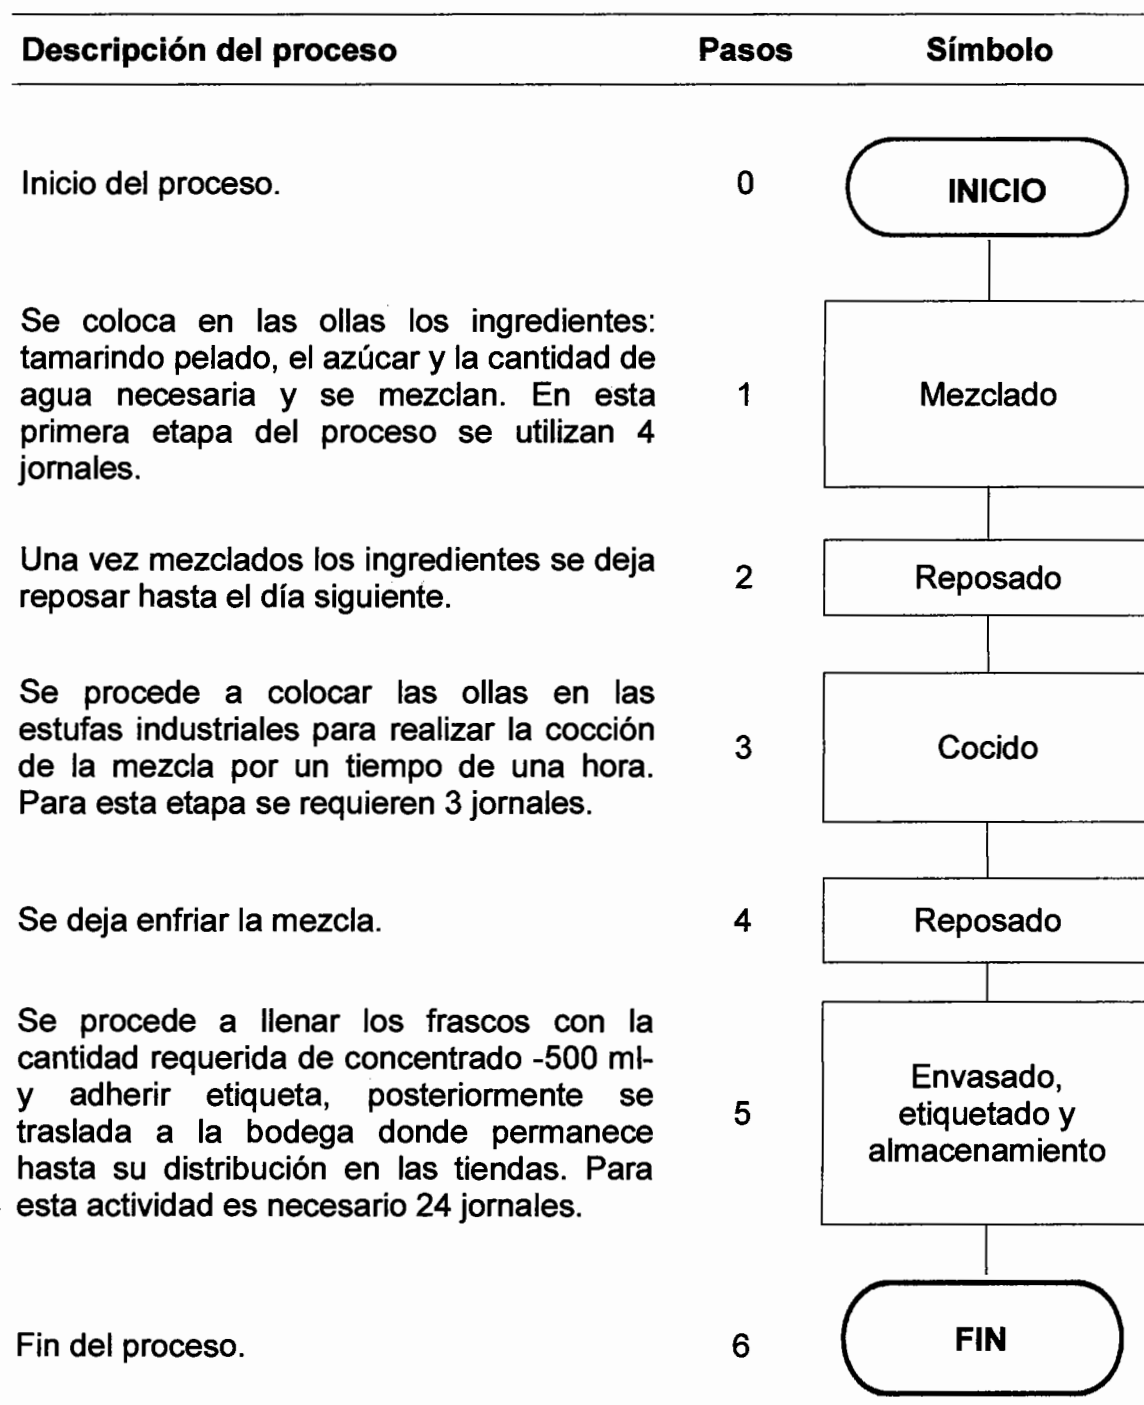 Descripción del proceso Pasos Símbolo
Inicio del proceso. 0 INICIO
Se coloca en las ollas los ingredientes:
tamarindo pelado, el azúcar y la cantidad de
agua necesaria y se mezclan. En esta 1 Mezclado
primera etapa del proceso se utilizan 4
jornales.
Una vez mezclados los ingredientes se deja
reposar hasta el día siguiente. 2 Reposado
Se procede a colocar las ollas en las
estufas industriales para realizar la cocción
de la mezcla por un tiempo de una hora. 3 Cocido
Para esta etapa se requieren 3 jornales.
Se deja enfriar la mezcla. 4 Reposado
Se procede a llenar los frascos con la
cantidad requerida de concentrado -500 ml-
y adherir etiqueta, posteriormente se
traslada a la bodega donde permanece 5
hasta su distribución en las tiendas. Para
esta actividad es necesario 24 jornales.
Envasado,
etiquetado y
almacenamiento
Fin del proceso. 6 FIN